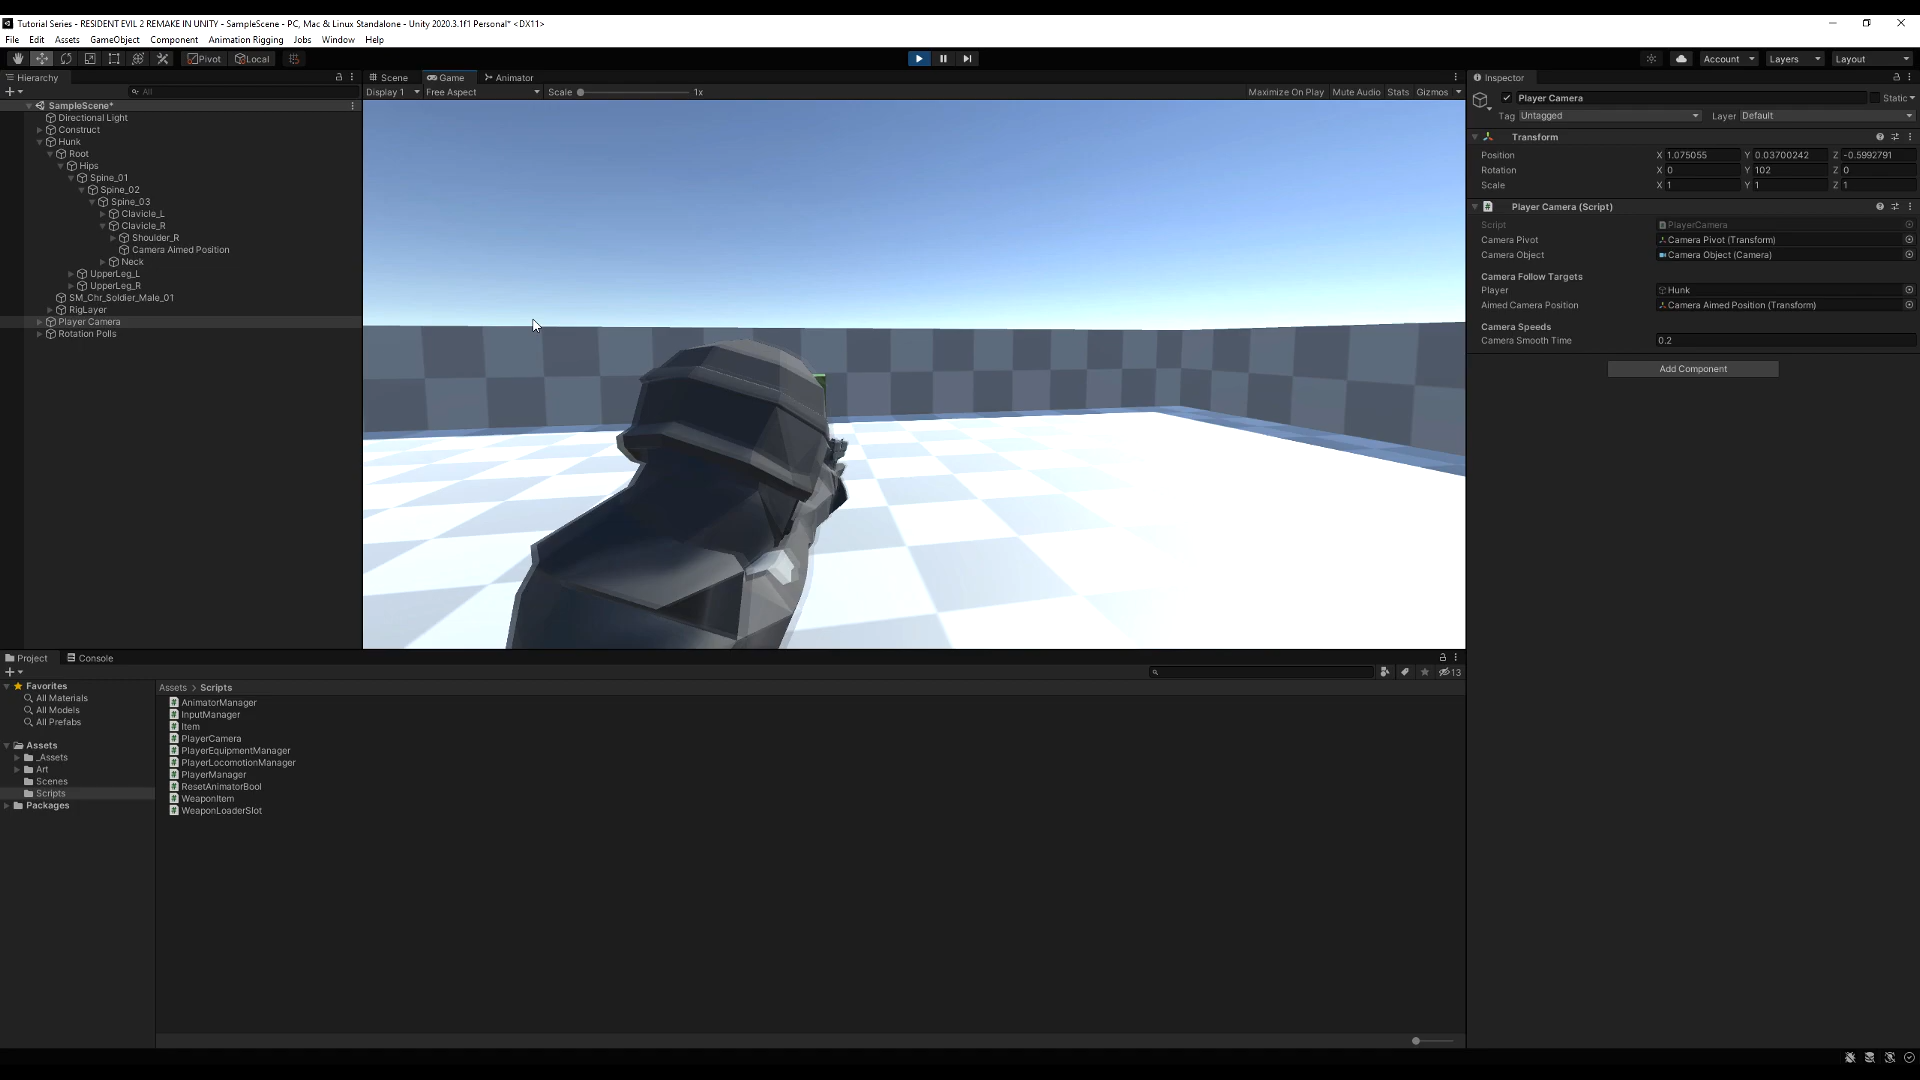 Tutorial Series - RESIDENT EVIL 2 REMAKE IN UNITY - SampleScene - PC, Mac & Linux Standalone - Unity 2020.3.1f1 Personal* <DX11>
File Edit Assets GameObject Component Animation Rigging Jobs Window Help
Pivot Local Account Layers Layout
Hierarchy Scene Game Animator Inspector
All Display 1 Free Aspect Scale 1x Maximize On Play Mute Audio Stats Gizmos
SampleScene*
Directional Light
Construct
Hunk
Root
Hips
Spine_01
Spine_02
Spine_03
Clavicle_L
Clavicle_R
Shoulder_R
Camera Aimed Position
Neck
UpperLeg_L
UpperLeg_R
SM_Chr_Soldier_Male_01
RigLayer
Player Camera
Rotation Polls
Player Camera Static
Tag Untagged Layer Default
Transform
Position X 1.075055 Y 0.03700242 Z -0.5992791
Rotation X 0 Y 102 Z 0
Scale X 1 Y 1 Z 1
Player Camera (Script)
Script PlayerCamera
Camera Pivot Camera Pivot (Transform)
Camera Object Camera Object (Camera)
Camera Follow Targets
Player Hunk
Aimed Camera Position Camera Aimed Position (Transform)
Camera Speeds
Camera Smooth Time 0.2
Add Component
Project Console
13
Favorites
All Materials
All Models
All Prefabs
Assets
_Assets
Art
Scenes
Scripts
Packages
Assets > Scripts
AnimatorManager
InputManager
Item
PlayerCamera
PlayerEquipmentManager
PlayerLocomotionManager
PlayerManager
ResetAnimatorBool
WeaponItem
WeaponLoaderSlot